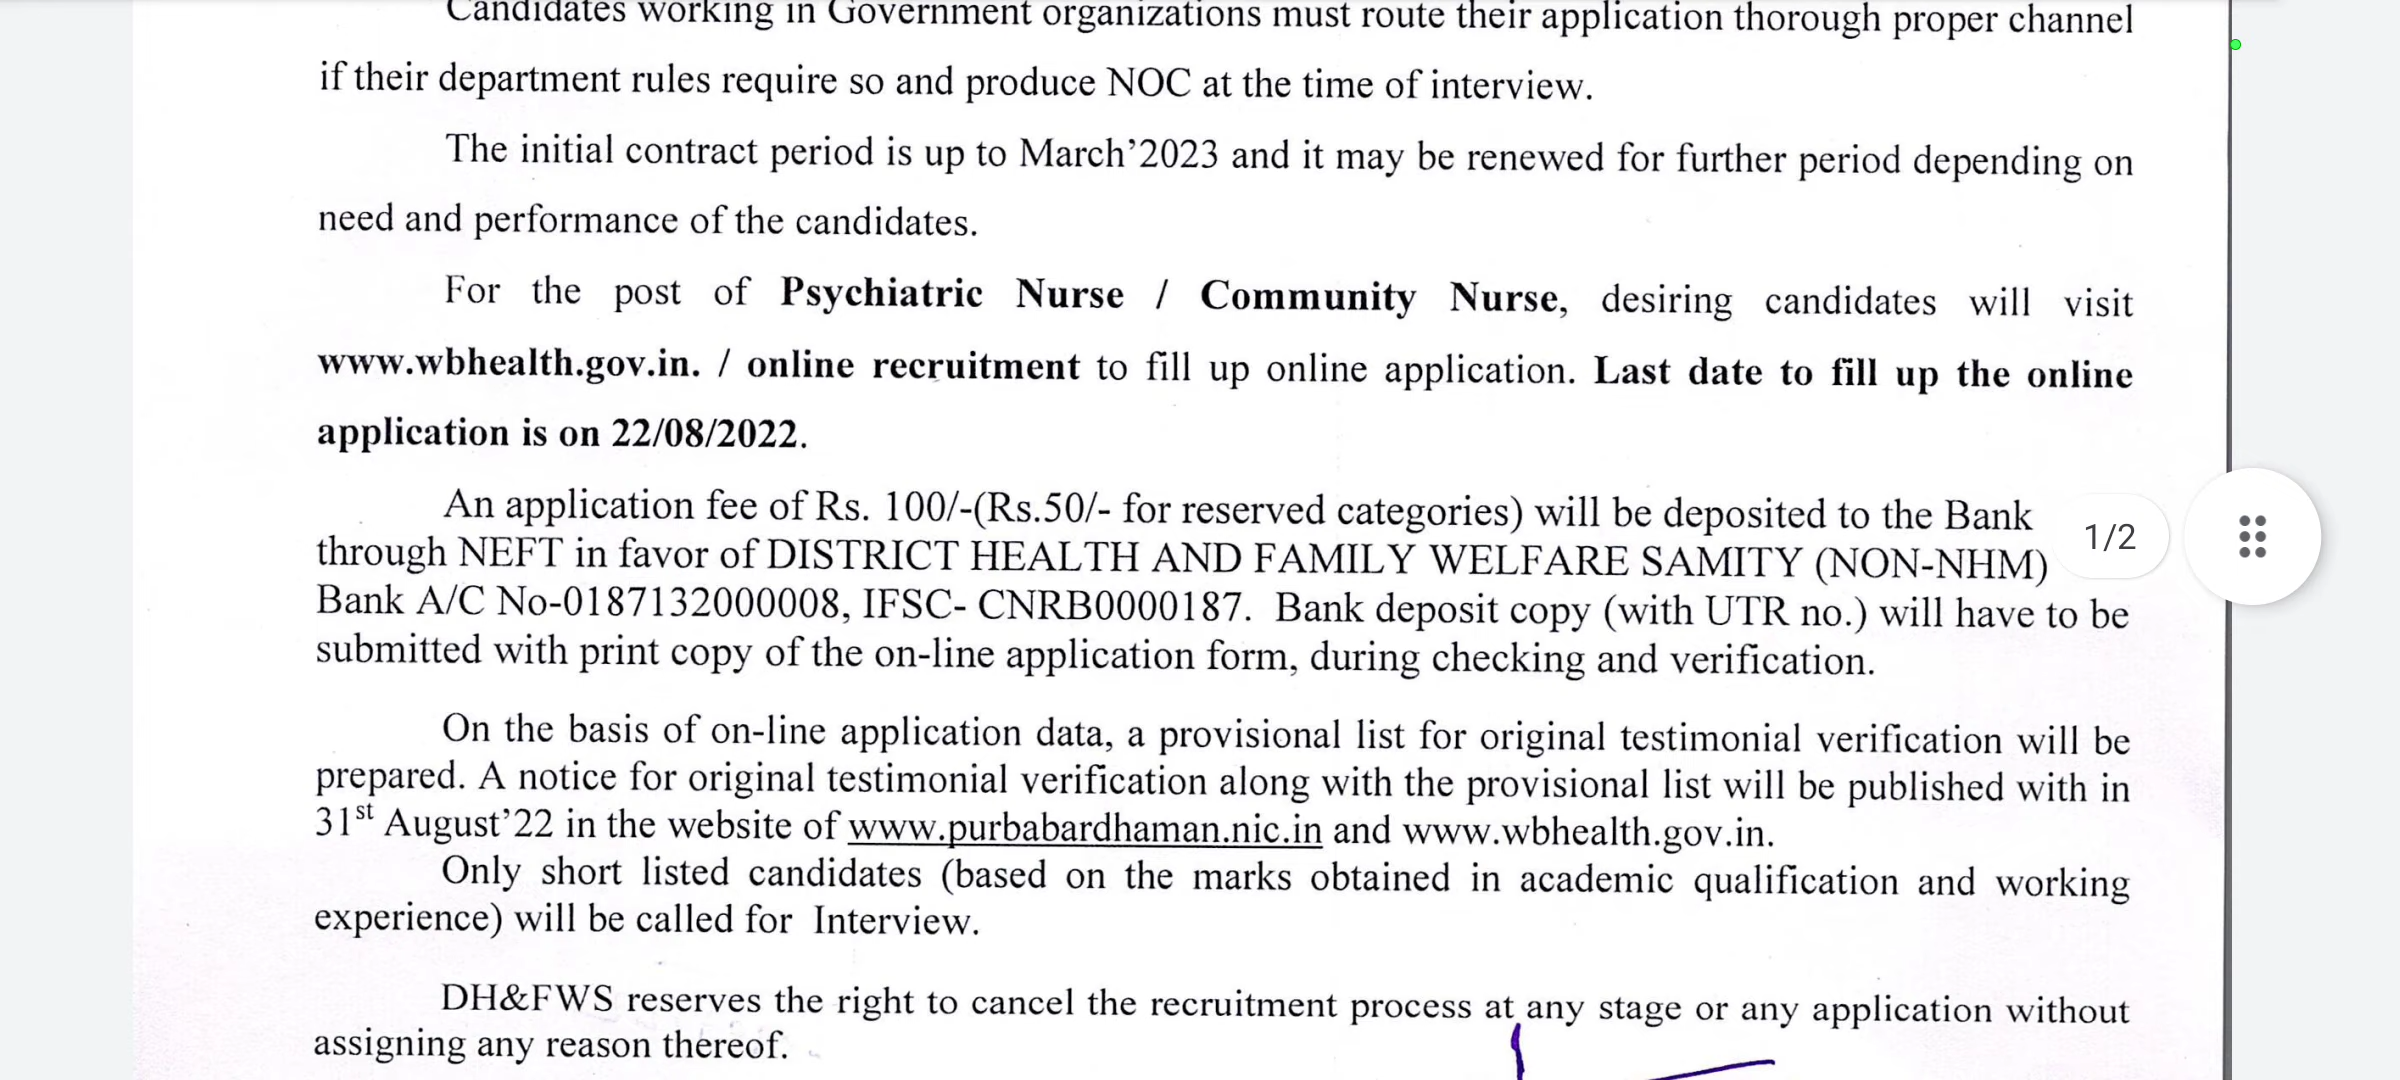 Candidates working in Government organizations must route their application thorough proper channel
if their department rules require so and produce NOC at the time of interview.
The initial contract period is up to March'2023 and it may be renewed for further period depending on
need and performance of the candidates.
For the post of Psychiatric Nurse / Community Nurse, desiring candidates will visit
www.wbhealth.gov.in. / online recruitment to fill up online application. Last date to fill up the online
application is on 22/08/2022.
An application fee of Rs. 100/-(Rs.50/- for reserved categories) will be deposited to the Bank
through NEFT in favor of DISTRICT HEALTH AND FAMILY WELFARE SAMITY (NON-NHM)
Bank A/C No-0187132000008, IFSC- CNRB0000187. Bank deposit copy (with UTR no.) will have to be
submitted with print copy of the on-line application form, during checking and verification.
On the basis of on-line application data, a provisional list for original testimonial verification will be
prepared. A notice for original testimonial verification along with the provisional list will be published with in
31st August'22 in the website of www.purbabardhaman.nic.in and www.wbhealth.gov.in.
Only short listed candidates (based on the marks obtained in academic qualification and working
experience) will be called for Interview.
DH&FWS reserves the right to cancel the recruitment process at any stage or any application without
assigning any reason thereof.
1/2